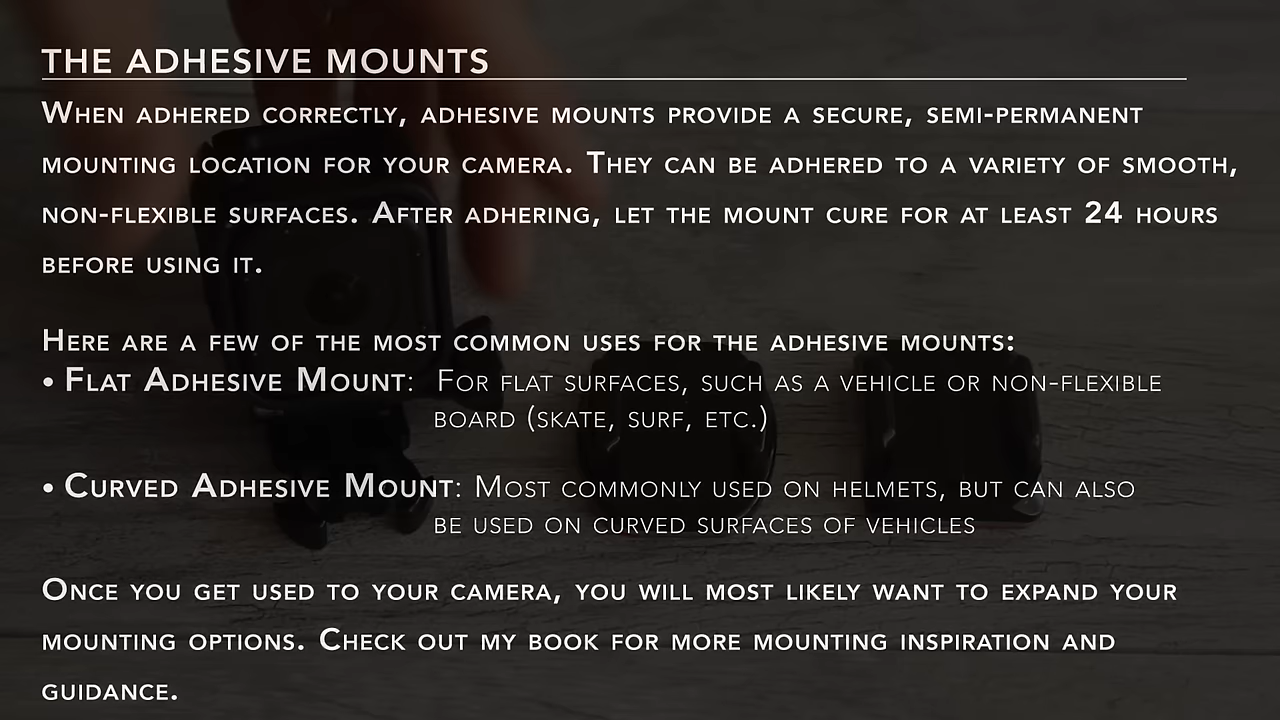 THE ADHESIVE MOUNTS
When adhered correctly, adhesive mounts provide a secure, semi-permanent
mounting location for your camera. They can be adhered to a variety of smooth,
non-flexible surfaces. After adhering, let the mount cure for at least 24 hours
before using it.
Here are a few of the most common uses for the adhesive mounts:
• Flat Adhesive Mount: For flat surfaces, such as a vehicle or non-flexible
board (skate, surf, etc.)
• Curved Adhesive Mount: Most commonly used on helmets, but can also
be used on curved surfaces of vehicles
Once you get used to your camera, you will most likely want to expand your
mounting options. Check out my book for more mounting inspiration and
guidance.